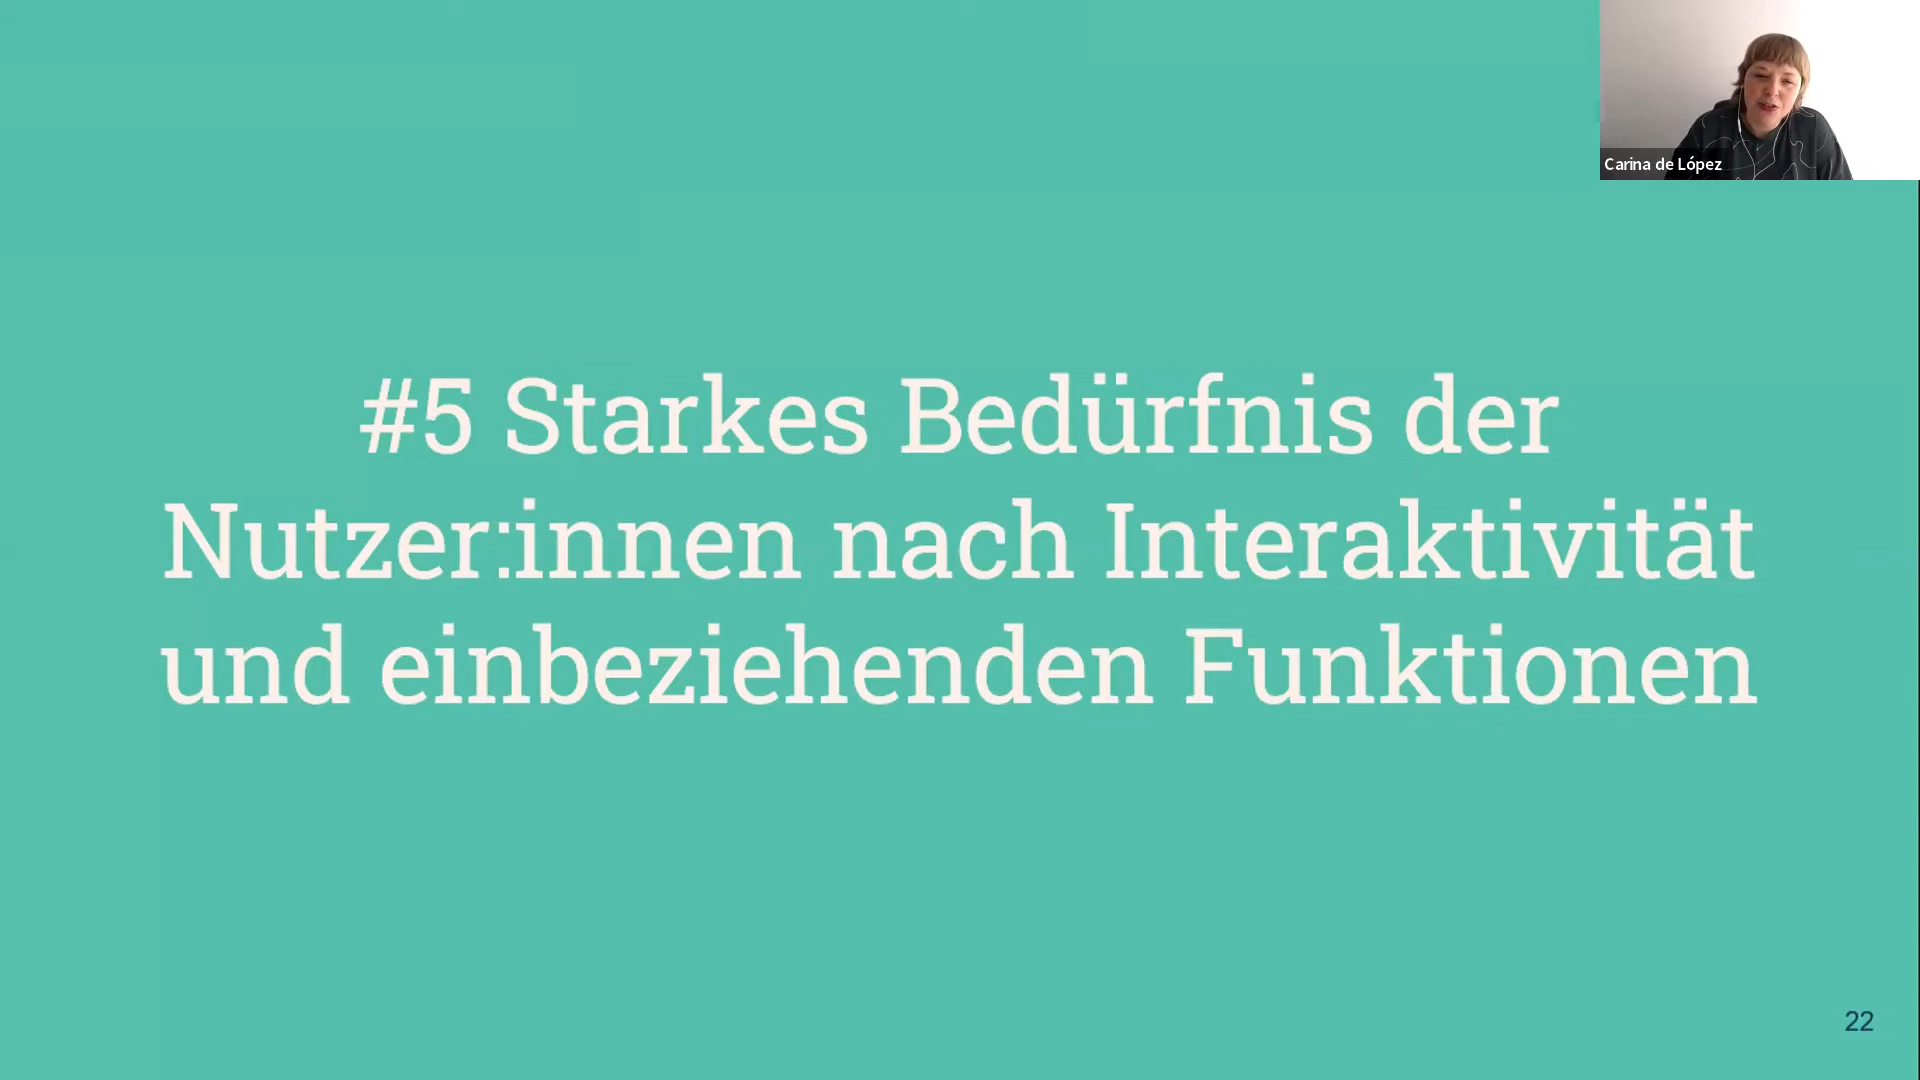 Carina de López
#5 Starkes Bedürfnis der
Nutzer:innen nach Interaktivität
und einbeziehenden Funktionen
22